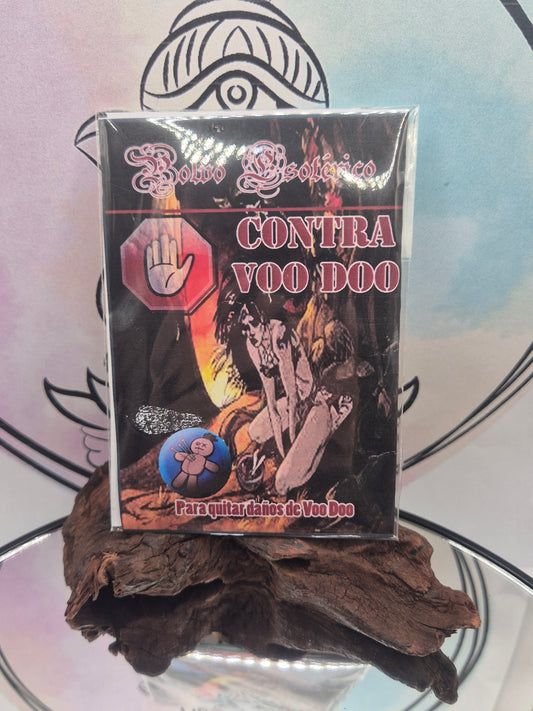 Polvo Esotérico
CONTRA
VOO DOO
Para quitar daños de Voo Doo